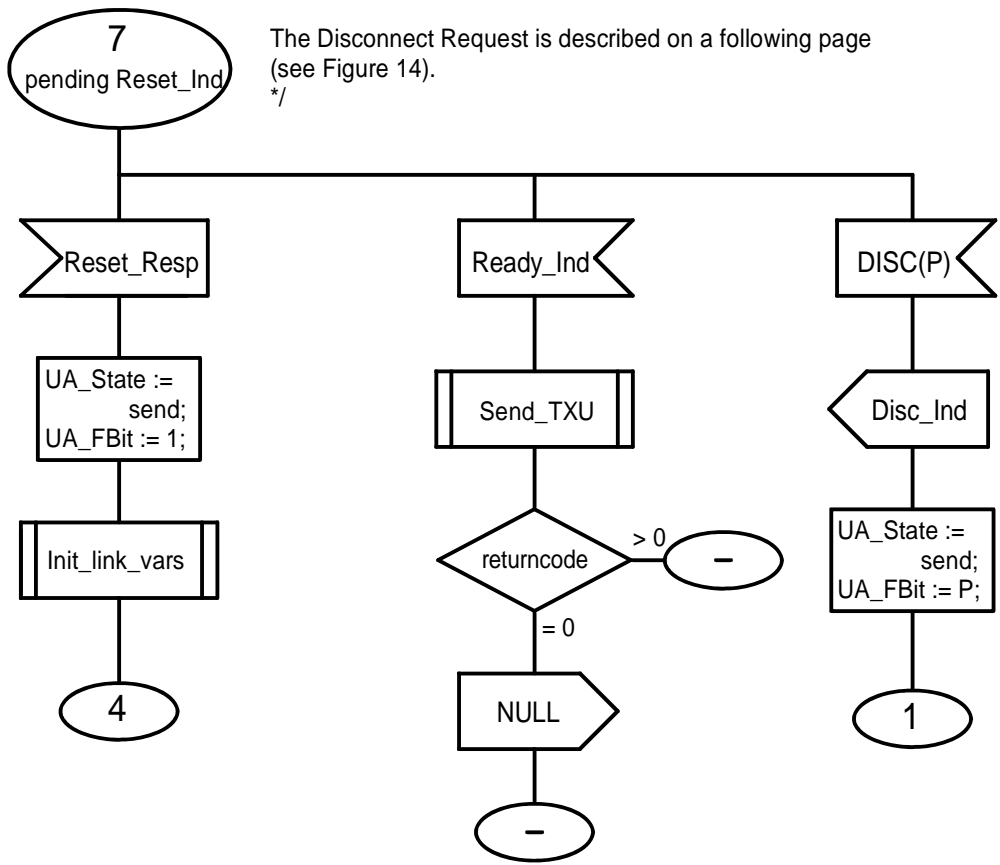 7
pending Reset_Ind
The Disconnect Request is described on a following page
(see Figure 14).
*/
Reset_Resp
Ready_Ind
DISC(P)
UA_State :=
send;
UA_FBit := 1;
Send_TXU
Disc_Ind
Init_link_vars
returncode
> 0
–
= 0
UA_State :=
send;
UA_FBit := P;
4
NULL
1
–